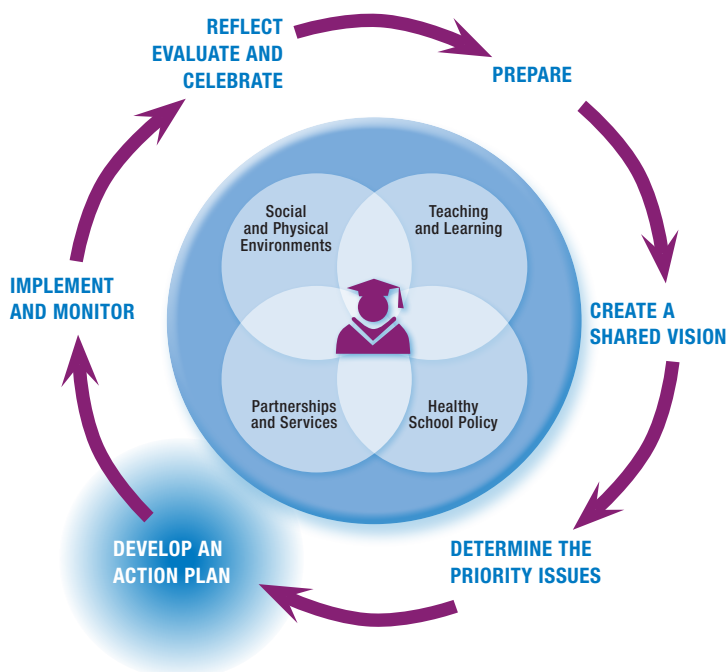 REFLECT
EVALUATE AND
CELEBRATE
PREPARE
Social
and Physical
Environments
Teaching
and Learning
IMPLEMENT
AND MONITOR
CREATE A
SHARED VISION
Partnerships
and Services
Healthy
School Policy
DEVELOP AN
ACTION PLAN
DETERMINE THE
PRIORITY ISSUES